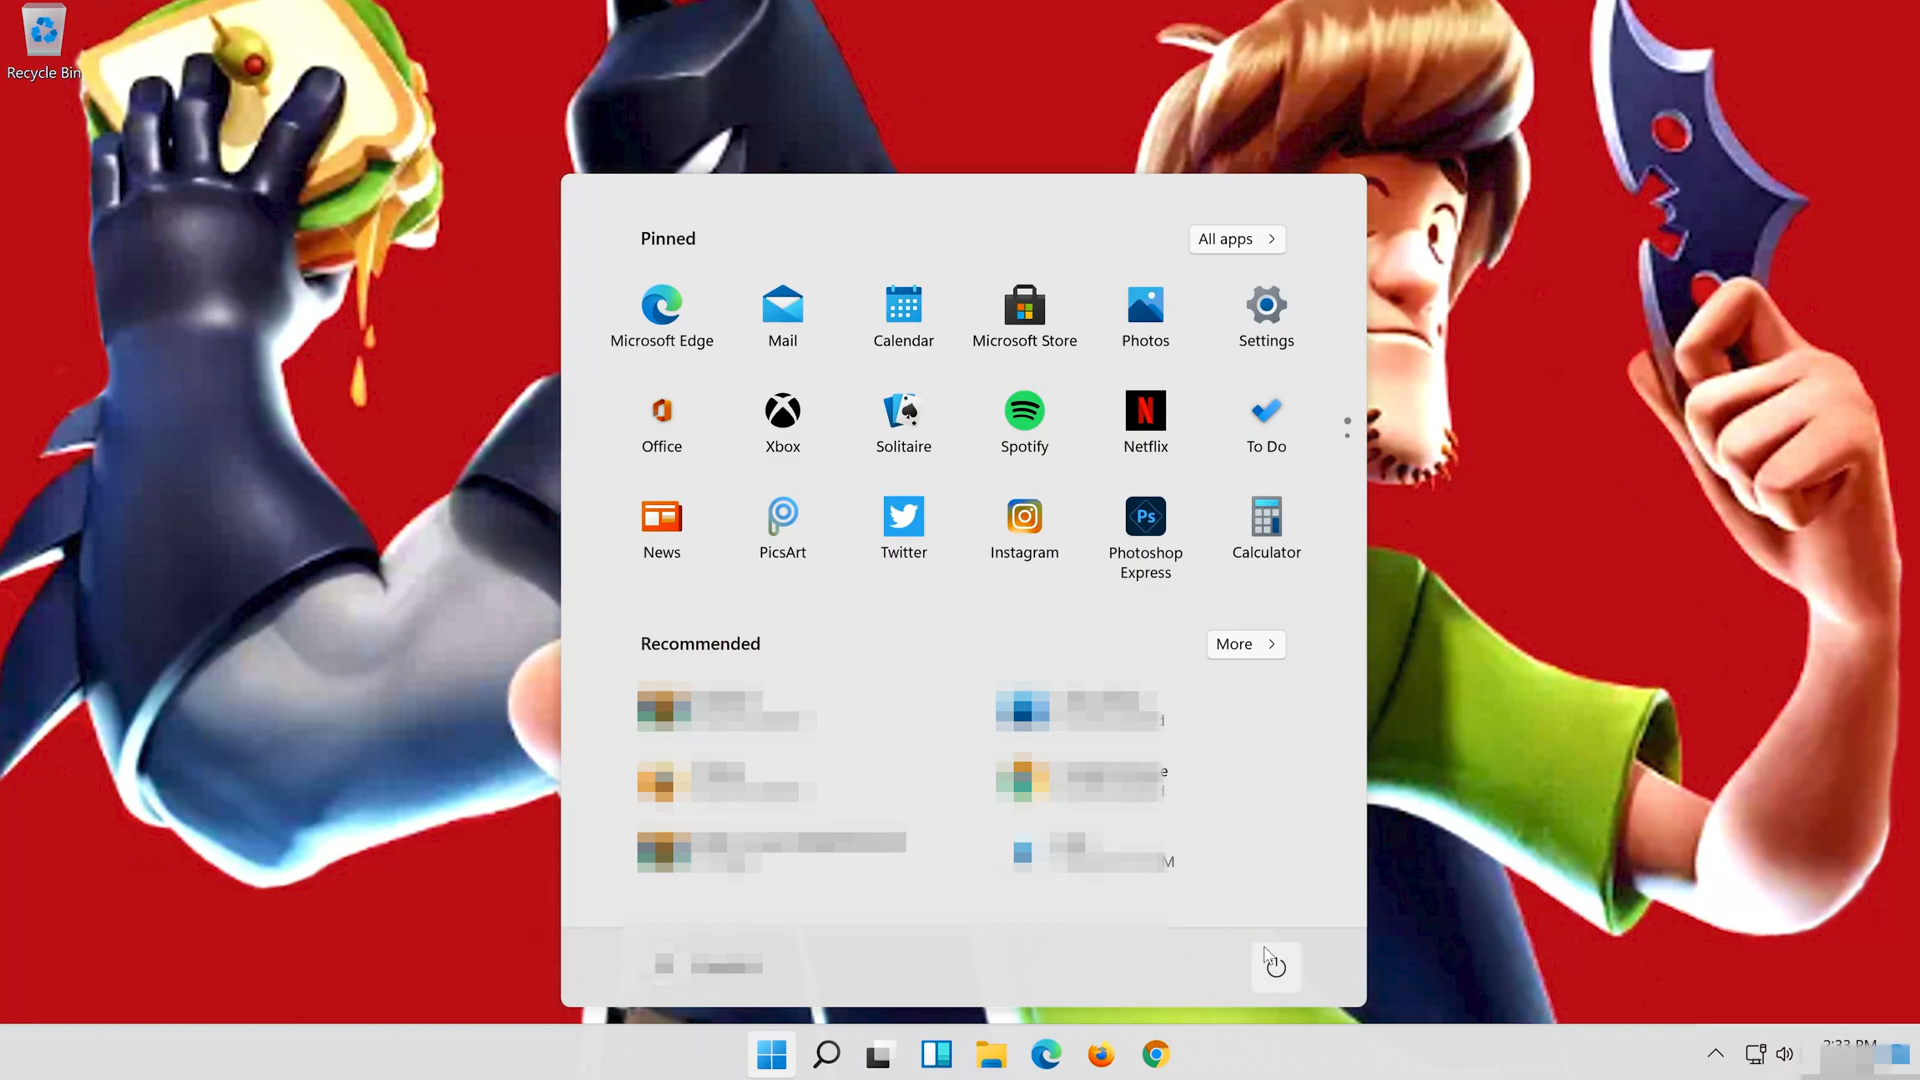 Recycle Bin
Pinned
All apps
Microsoft Edge
Mail
Calendar
Microsoft Store
Photos
Settings
Office
Xbox
Solitaire
Spotify
Netflix
To Do
News
PicsArt
Twitter
Instagram
Photoshop
Express
Calculator
Ps
Recommended
More
2:33 PM